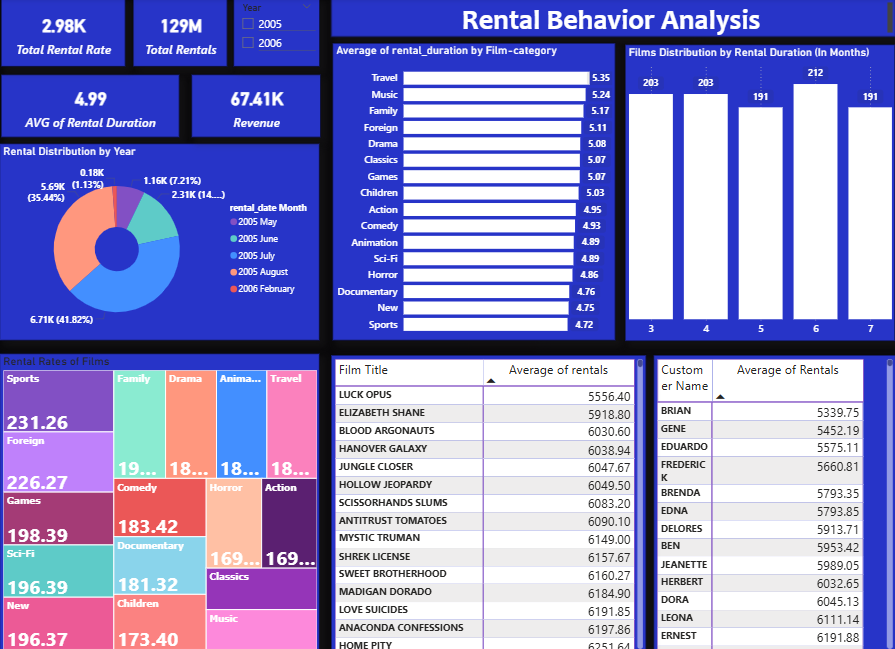 2.98K
Total Rental Rate
129M
Total Rentals
Year
2005
2006
Rental Behavior Analysis
4.99
AVG of Rental Duration
67.41K
Revenue
Rental Distribution by Year
0.18K
(1.13%)
1.16K (7.21%)
2.31K (14....)
5.69K
(35.44%)
6.71K (41.82%)
rental_date Month
2005 May
2005 June
2005 July
2005 August
2006 February
Average of rental_duration by Film-category
Travel 5.35
Music 5.24
Family 5.17
Foreign 5.11
Drama 5.08
Classics 5.07
Games 5.07
Children 5.03
Action 4.95
Comedy 4.93
Animation 4.89
Sci-Fi 4.89
Horror 4.86
Documentary 4.76
New 4.75
Sports 4.72
Films Distribution by Rental Duration (In Months)
203 203 191 212 191
3 4 5 6 7
Rental Rates of Films
Sports
231.26
Foreign
226.27
Games
198.39
Sci-Fi
196.39
New
196.37
Family
19...
Drama
18...
Anima...
18...
Travel
18...
Comedy
183.42
Documentary
181.32
Children
173.40
Horror
169...
Action
169...
Classics
Music
Film Title Average of rentals
LUCK OPUS 5556.40
ELIZABETH SHANE 5918.80
BLOOD ARGONAUTS 6030.60
HANOVER GALAXY 6038.94
JUNGLE CLOSER 6047.67
HOLLOW JEOPARDY 6049.50
SCISSORHANDS SLUMS 6083.20
ANTITRUST TOMATOES 6090.10
MYSTIC TRUMAN 6149.00
SHREK LICENSE 6157.67
SWEET BROTHERHOOD 6160.27
MADIGAN DORADO 6184.90
LOVE SUICIDES 6191.85
ANACONDA CONFESSIONS 6197.86
HOME PITY 6251.64
Custom
er Name Average of Rentals
BRIAN 5339.75
GENE 5452.19
EDUARDO 5575.11
FREDERIC
K 5660.81
BRENDA 5793.35
EDNA 5793.85
DELORES 5913.71
BEN 5953.42
JEANETTE 5989.05
HERBERT 6032.65
DORA 6045.13
LEONA 6111.14
ERNEST 6191.88